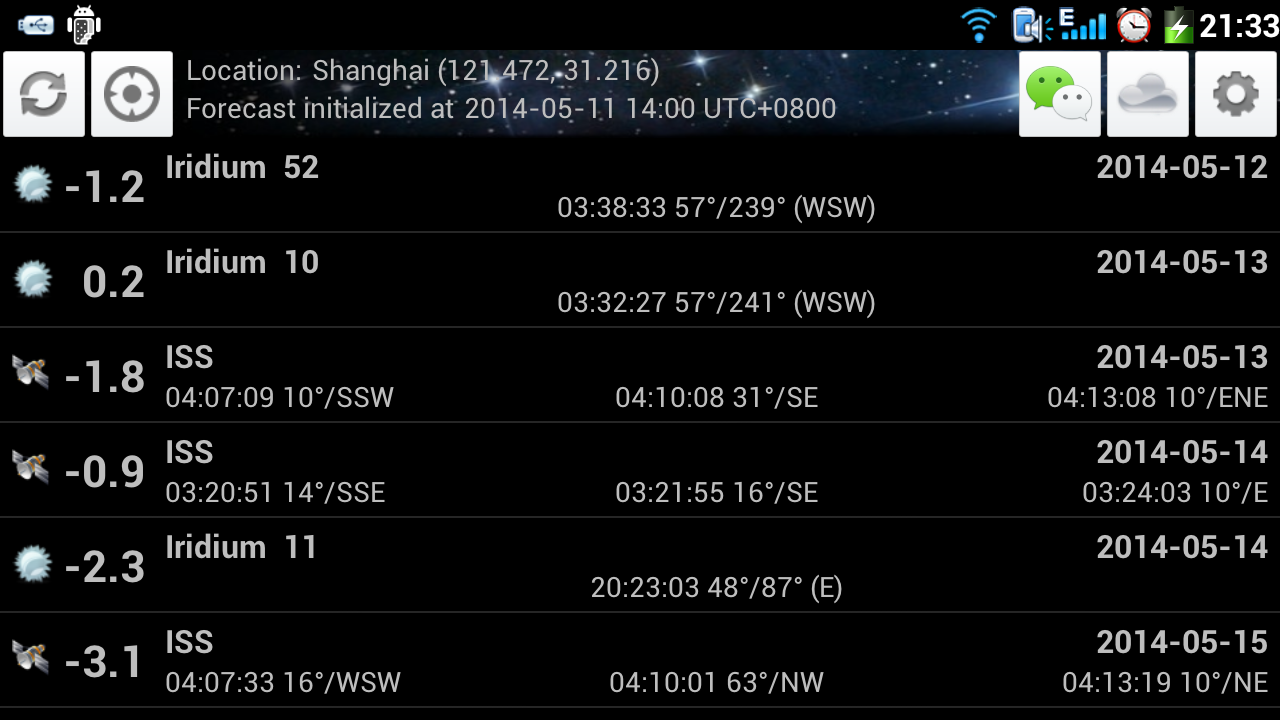 E 21:33
Location: Shanghai (121.472, 31.216)
Forecast initialized at 2014-05-11 14:00 UTC+0800
-1.2 Iridium 52 2014-05-12
03:38:33 57°/239° (WSW)
0.2 Iridium 10 2014-05-13
03:32:27 57°/241° (WSW)
-1.8 ISS 2014-05-13
04:07:09 10°/SSW 04:10:08 31°/SE 04:13:08 10°/ENE
-0.9 ISS 2014-05-14
03:20:51 14°/SSE 03:21:55 16°/SE 03:24:03 10°/E
-2.3 Iridium 11 2014-05-14
20:23:03 48°/87° (E)
-3.1 ISS 2014-05-15
04:07:33 16°/WSW 04:10:01 63°/NW 04:13:19 10°/NE